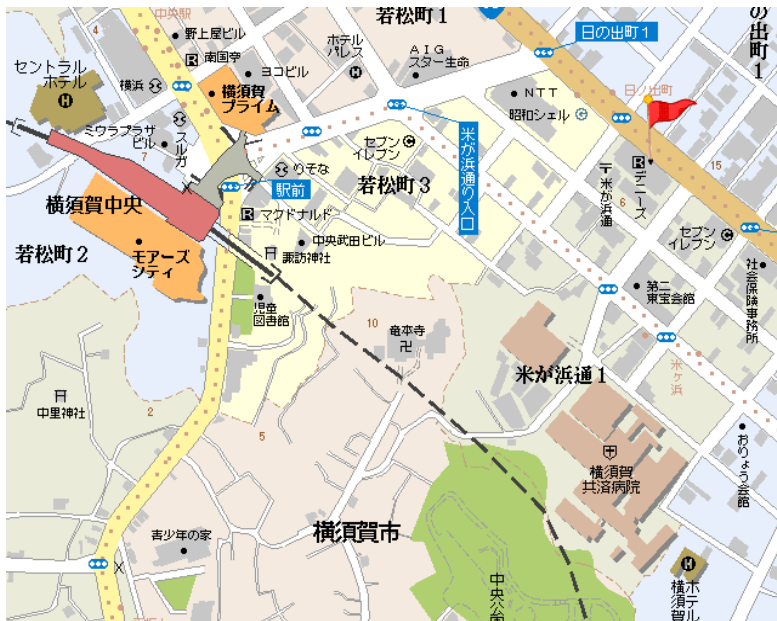 中央駅
4
野上屋ビル
若松町1
ホテル
パレス
AIG
スター生命
日の出町1
の出町1
セントラル
ホテル
横浜
南国亭
ヨコビル
横須賀
プライム
NTT
昭和シェル
日ノ出町
ミウラプラザ
ビル
スルガ
7
りそな
セブン
イレブン
米が浜通の入口
駅前
若松町3
米が浜通
デニーズ
6
15
横須賀中央
マクドナルド
若松町2
モアーズ
シティ
中央武田ビル
諏訪神社
セブン
イレブン
社会保険事務所
第二
東宝会館
児童
図書館
10
竜本寺
卍
米ヶ浜
米が浜通1
中里神社
2
5
おりょう会館
横須賀
共済病院
青少年の家
横須賀市
中央公園
ホテル
横須賀